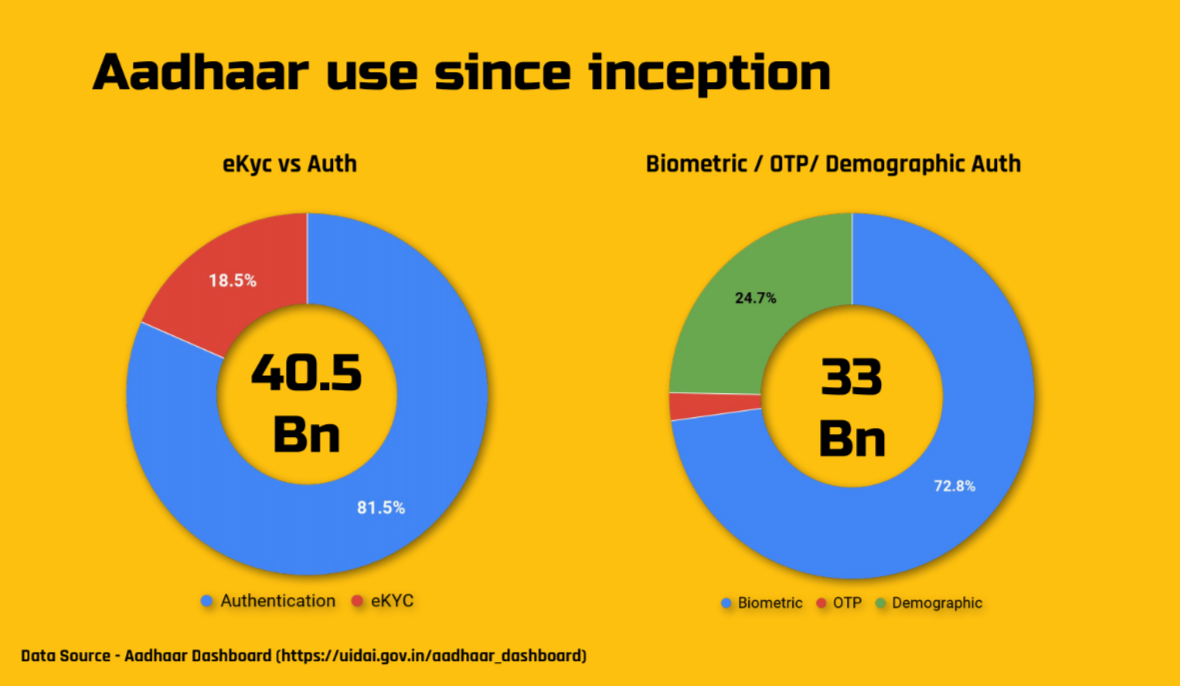 Aadhaar use since inception
eKyc vs Auth
18.5%
40.5
Bn
81.5%
Authentication eKYC
Biometric / OTP/ Demographic Auth
24.7%
33
Bn
72.8%
Biometric OTP Demographic
Data Source - Aadhaar Dashboard (https://uidai.gov.in/aadhaar_dashboard)